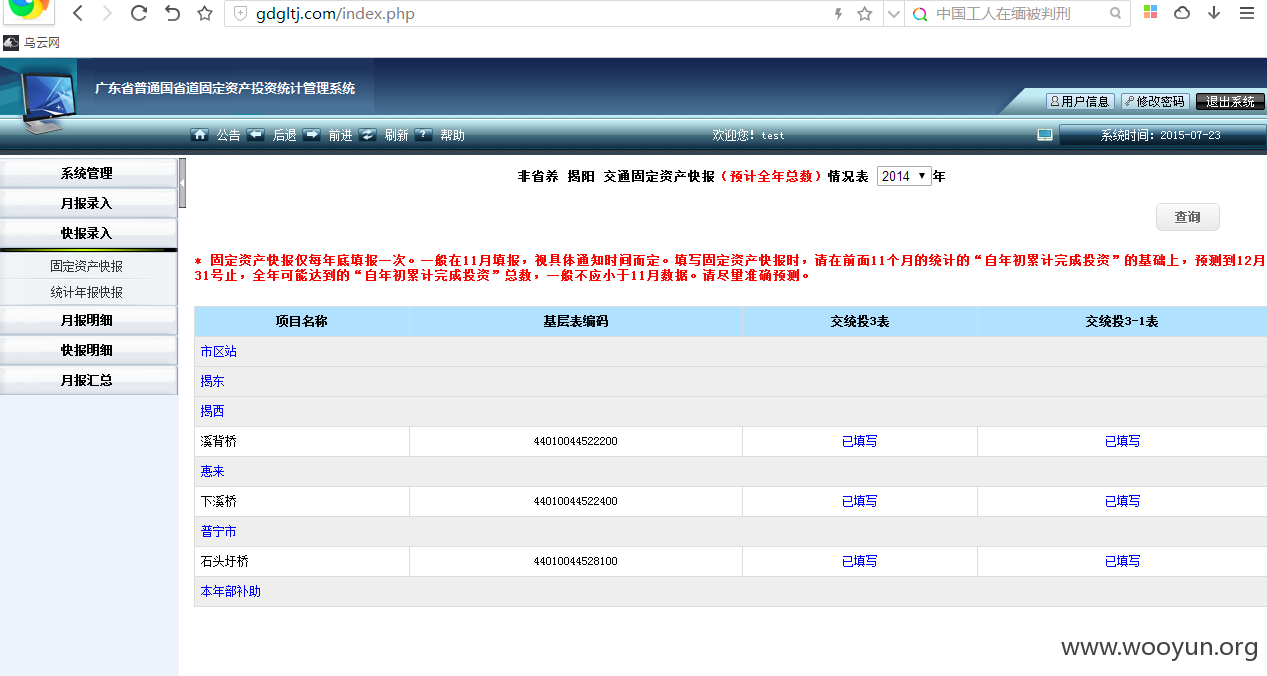 gdgltj.com/index.php
中国工人在缅被判刑
乌云网
广东省普通国省道固定资产投资统计管理系统
用户信息 修改密码 退出系统
公告 后退 前进 刷新 帮助 欢迎您! test 系统时间: 2015-07-23
系统管理
月报录入
快报录入
固定资产快报
统计年报快报
月报明细
快报明细
月报汇总
非省养 揭阳 交通固定资产快报(预计全年总数)情况表 2014 年
查询
* 固定资产快报仅每年底填报一次。一般在11月填报,视具体通知时间而定。填写固定资产快报时,请在前面11个月的统计的“自年初累计完成投资”的基础上,预测到12月
31号止,全年可能达到的“自年初累计完成投资”总数,一般不应小于11月数据。请尽量准确预测。
项目名称 基层表编码 交统投3表 交统投3-1表
市区站
揭东
揭西
溪背桥 44010044522200 已填写 已填写
惠来
下溪桥 44010044522400 已填写 已填写
普宁市
石头圩桥 44010044528100 已填写 已填写
本年部补助
www.wooyun.org